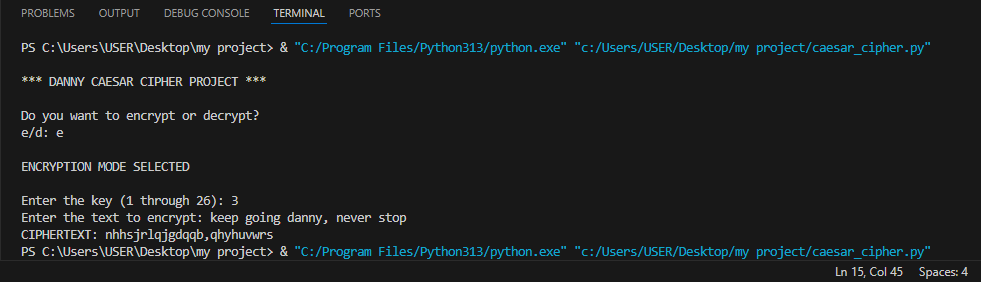 PROBLEMS OUTPUT DEBUG CONSOLE TERMINAL PORTS
PS C:\Users\USER\Desktop\my project> & "C:/Program Files/Python313/python.exe" "c:/Users/USER/Desktop/my project/caesar_cipher.py"
*** DANNY CAESAR CIPHER PROJECT ***
Do you want to encrypt or decrypt?
e/d: e
ENCRYPTION MODE SELECTED
Enter the key (1 through 26): 3
Enter the text to encrypt: keep going danny, never stop
CIPHERTEXT: nhhsjrlqjgdqqb,qhyhuvwrs
PS C:\Users\USER\Desktop\my project> & "C:/Program Files/Python313/python.exe" "c:/Users/USER/Desktop/my project/caesar_cipher.py"
Ln 15, Col 45 Spaces: 4